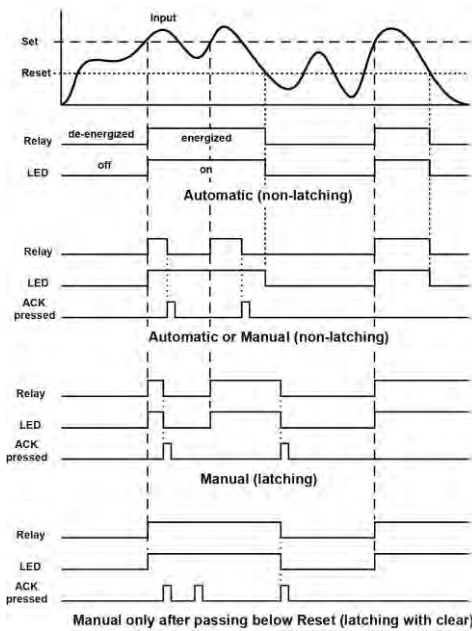 Input
Set
Reset
de-energized energized
Relay
off on
LED
Automatic (non-latching)
Relay
LED
ACK
pressed
Automatic or Manual (non-latching)
Relay
LED
ACK
pressed
Manual (latching)
Relay
LED
ACK
pressed
Manual only after passing below Reset (latching with clear)